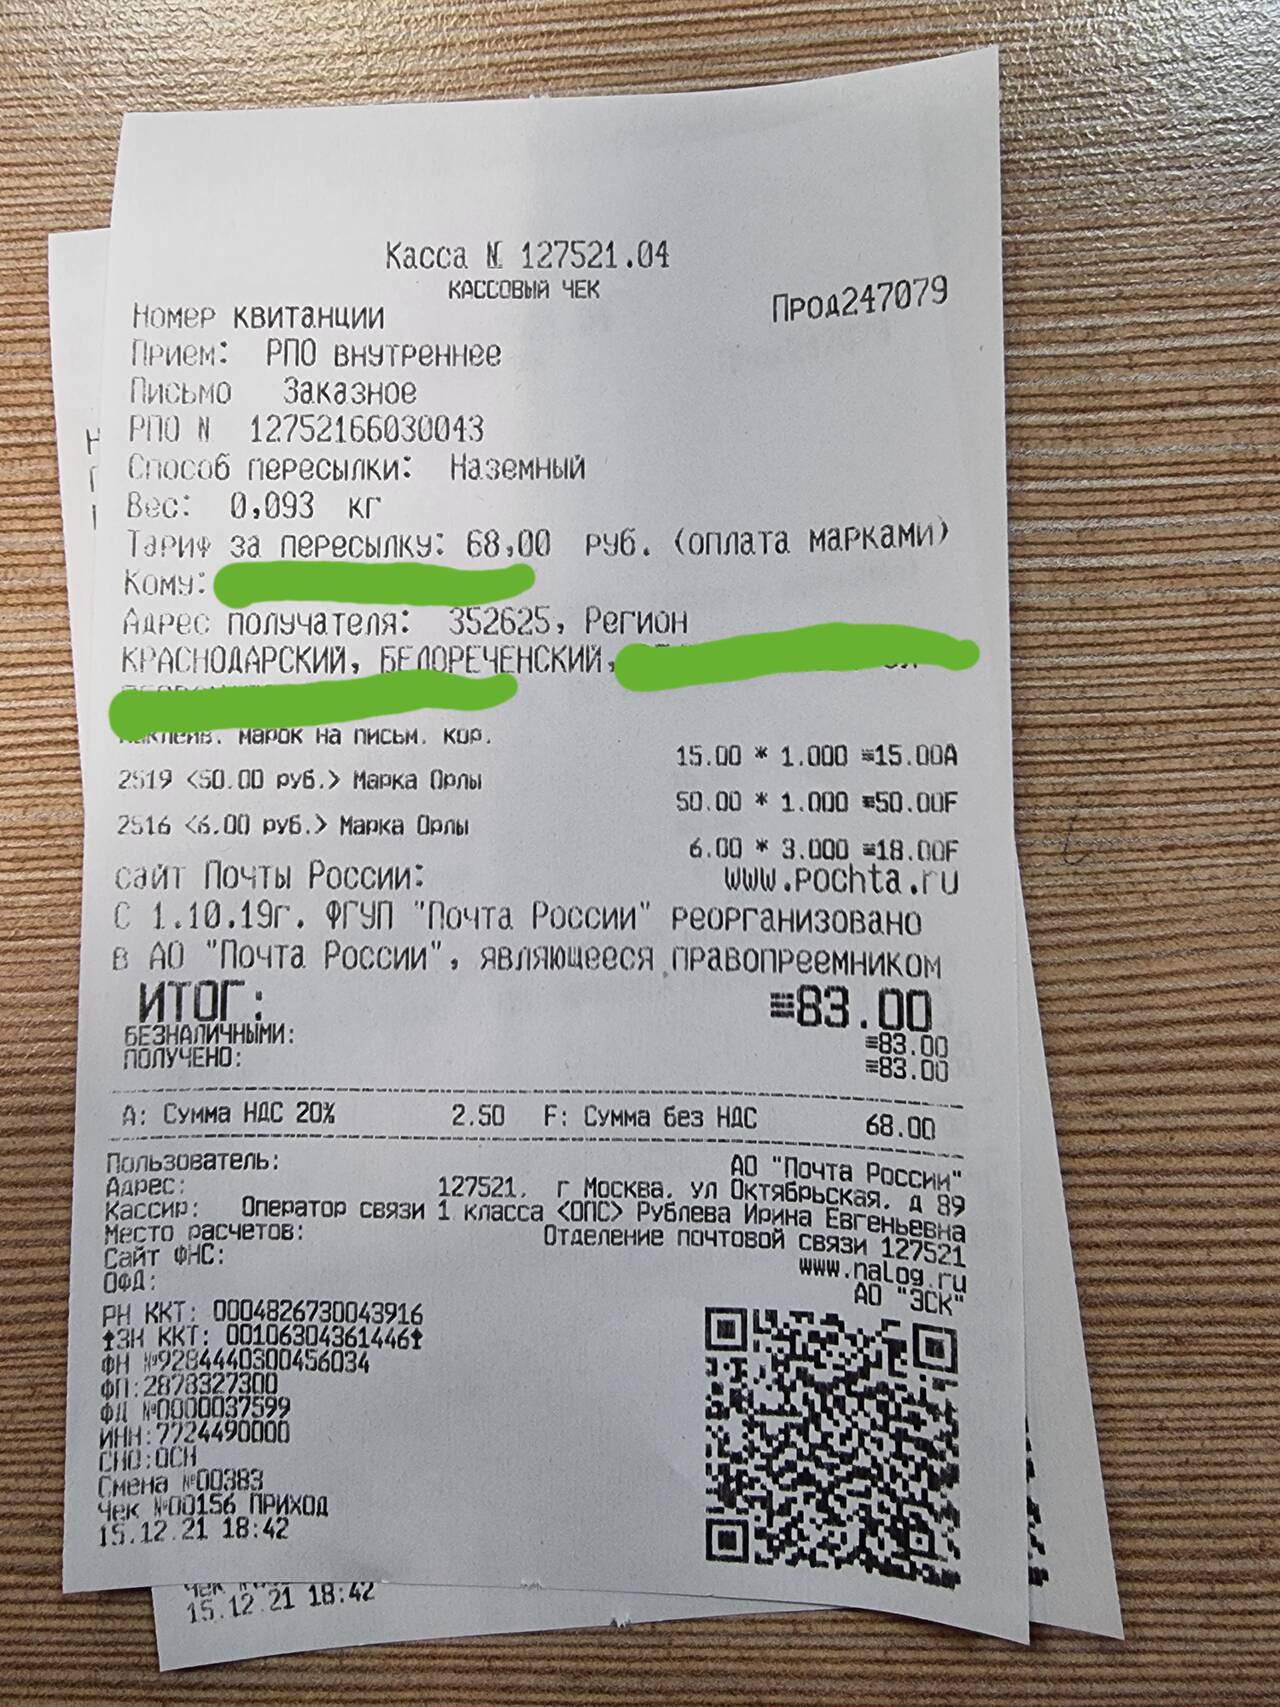 Касса № 127521.04
КАССОВЫЙ ЧЕК
Номер квитанции Прод247079
Прием: РПО внутреннее
Письмо Заказное
РПО N 12752166030043
Способ пересылки: Наземный
Вес: 0,093 кг
Тариф за пересылку: 68,00 руб. (оплата марками)
Кому:
Адрес получателя: 352625, Регион
КРАСНОДАРСКИЙ, БЕЛОРЕЧЕНСКИЙ,
марок на письм. кор.
15.00 * 1.000 ≡15.00A
2519 <50.00 руб.> Марка Орлы
50.00 * 1.000 ≡50.00F
2516 <6.00 руб.> Марка Орлы
6.00 * 3.000 ≡18.00F
сайт Почты России: www.pochta.ru
С 1.10.19г. ФГУП "Почта России" реорганизовано
в АО "Почта России", являющееся правопреемником
ИТОГ: ≡83.00
БЕЗНАЛИЧНЫМИ: ≡83.00
ПОЛУЧЕНО: ≡83.00
A: Сумма НДС 20% 2.50 F: Сумма без НДС 68.00
Пользователь: АО "Почта России"
Адрес: 127521, г Москва, ул Октябрьская, д 89
Кассир: Оператор связи 1 класса <ОПС> Рублева Ирина Евгеньевна
Место расчетов: Отделение почтовой связи 127521
Сайт ФНС: www.nalog.ru
ОФД: АО "ЭСК"
РН ККТ: 0004826730043916
↑ЗН ККТ: 00106304361446↑
ФН №9284440300456034
ФП:2878327300
ФД №0000037599
ИНН:7724490000
СНО:ОСН
Смена №00383
Чек №00156 ПРИХОД
15.12.21 18:42
15.12.21 18:42